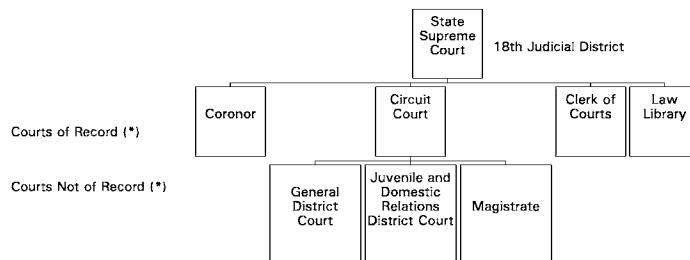 State
Supreme
Court
18th Judicial District
Coronor
Circuit
Court
Clerk of
Courts
Law
Library
Courts of Record (*)
Courts Not of Record (*)
General
District
Court
Juvenile and
Domestic
Relations
District Court
Magistrate